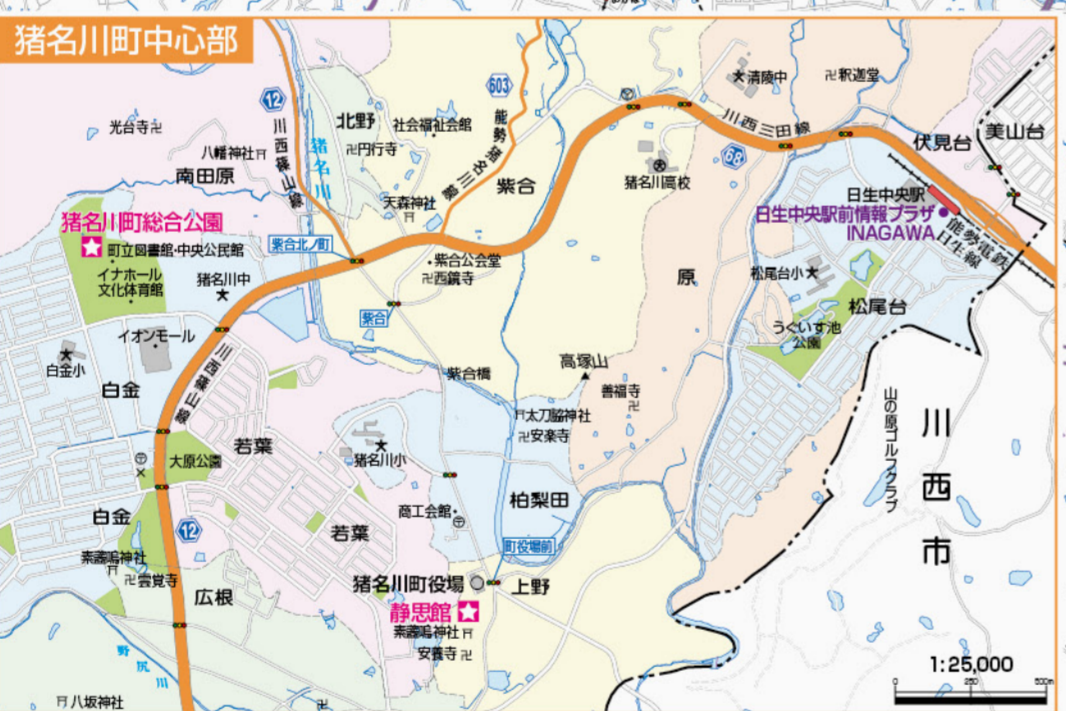 猪名川町中心部
12
603
清陵中
釈迦堂
北野
社会福祉会館
光台寺
川西篠山線
猪名川
能勢猪名川線
川西三田線
伏見台
美山台
円行寺
八幡神社
68
南田原
紫合
猪名川高校
日生中央駅
天森神社
日生中央駅前情報プラザ
INAGAWA
猪名川町総合公園
町立図書館・中央公民館
紫合北ノ町
能勢電鉄
日生線
イナホール
文化体育館
猪名川中
紫合公会堂
西鏡寺
原
松尾台小
松尾台
紫合
うぐいす池
公園
イオンモール
川西篠山線
白金小
白金
紫合橋
高塚山
善福寺
山の原ゴルフクラブ
川西市
太刀脇神社
安楽寺
若葉
猪名川小
大原公園
柏梨田
商工会館
白金
12
若葉
町役場前
素盞嗚神社
雲覚寺
猪名川町役場
上野
広根
静思館
素盞嗚神社
安養寺
野尻川
1:25,000
0
250
500m
八坂神社